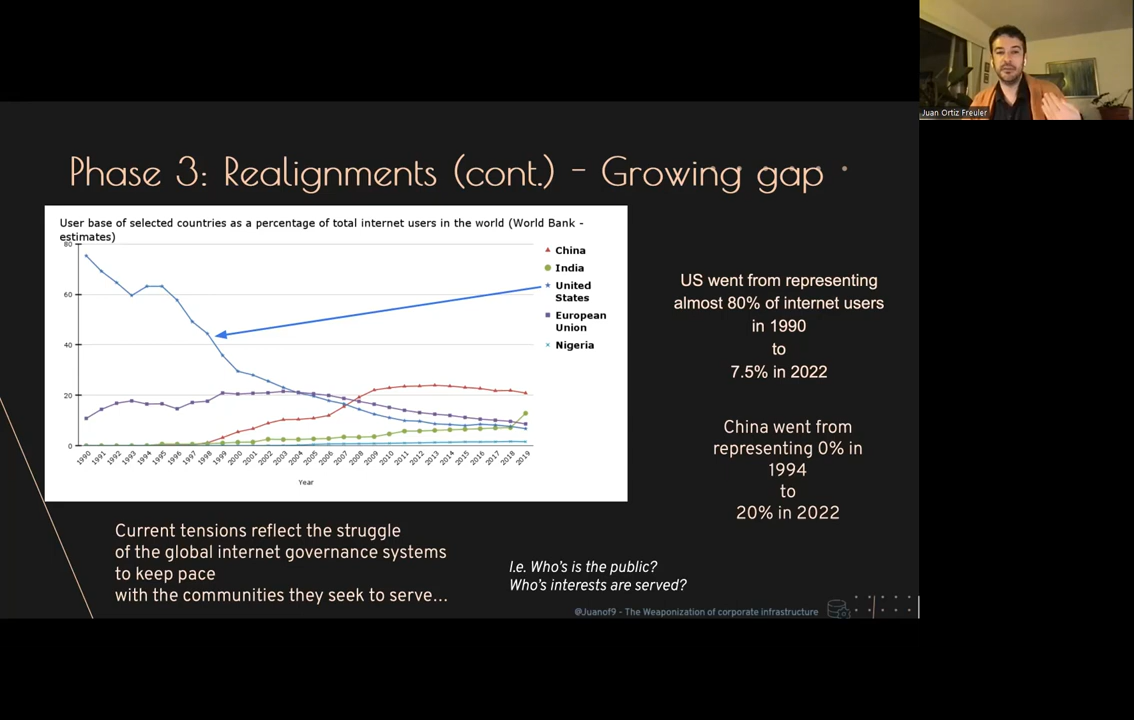 Juan Ortiz Freuler
Phase 3: Realignments (cont.) - Growing gap
User base of selected countries as a percentage of total internet users in the world (World Bank -
estimates)
80
60
40
20
0
1990 1991 1992 1993 1994 1995 1996 1997 1998 1999 2000 2001 2002 2003 2004 2005 2006 2007 2008 2009 2010 2011 2012 2013 2014 2015 2016 2017 2018 2019
Year
China
India
United
States
European
Union
Nigeria
US went from representing
almost 80% of internet users
in 1990
to
7.5% in 2022
China went from
representing 0% in
1994
to
20% in 2022
Current tensions reflect the struggle
of the global internet governance systems
to keep pace
with the communities they seek to serve...
I.e. Who's is the public?
Who's interests are served?
@Juanof9 - The Weaponization of corporate infrastructure